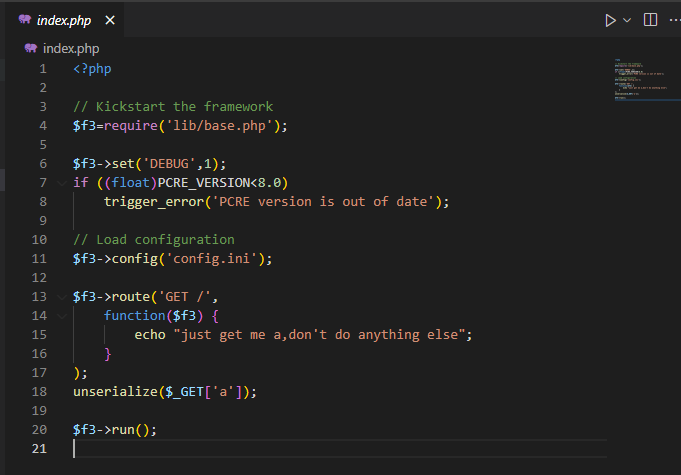 index.php
index.php
1 <?php
2
3 // Kickstart the framework
4 $f3=require('lib/base.php');
5
6 $f3->set('DEBUG',1);
7 if ((float)PCRE_VERSION<8.0)
8     trigger_error('PCRE version is out of date');
9
10 // Load configuration
11 $f3->config('config.ini');
12
13 $f3->route('GET /',
14     function($f3) {
15         echo "just get me a,don't do anything else";
16     }
17 );
18 unserialize($_GET['a']);
19
20 $f3->run();
21